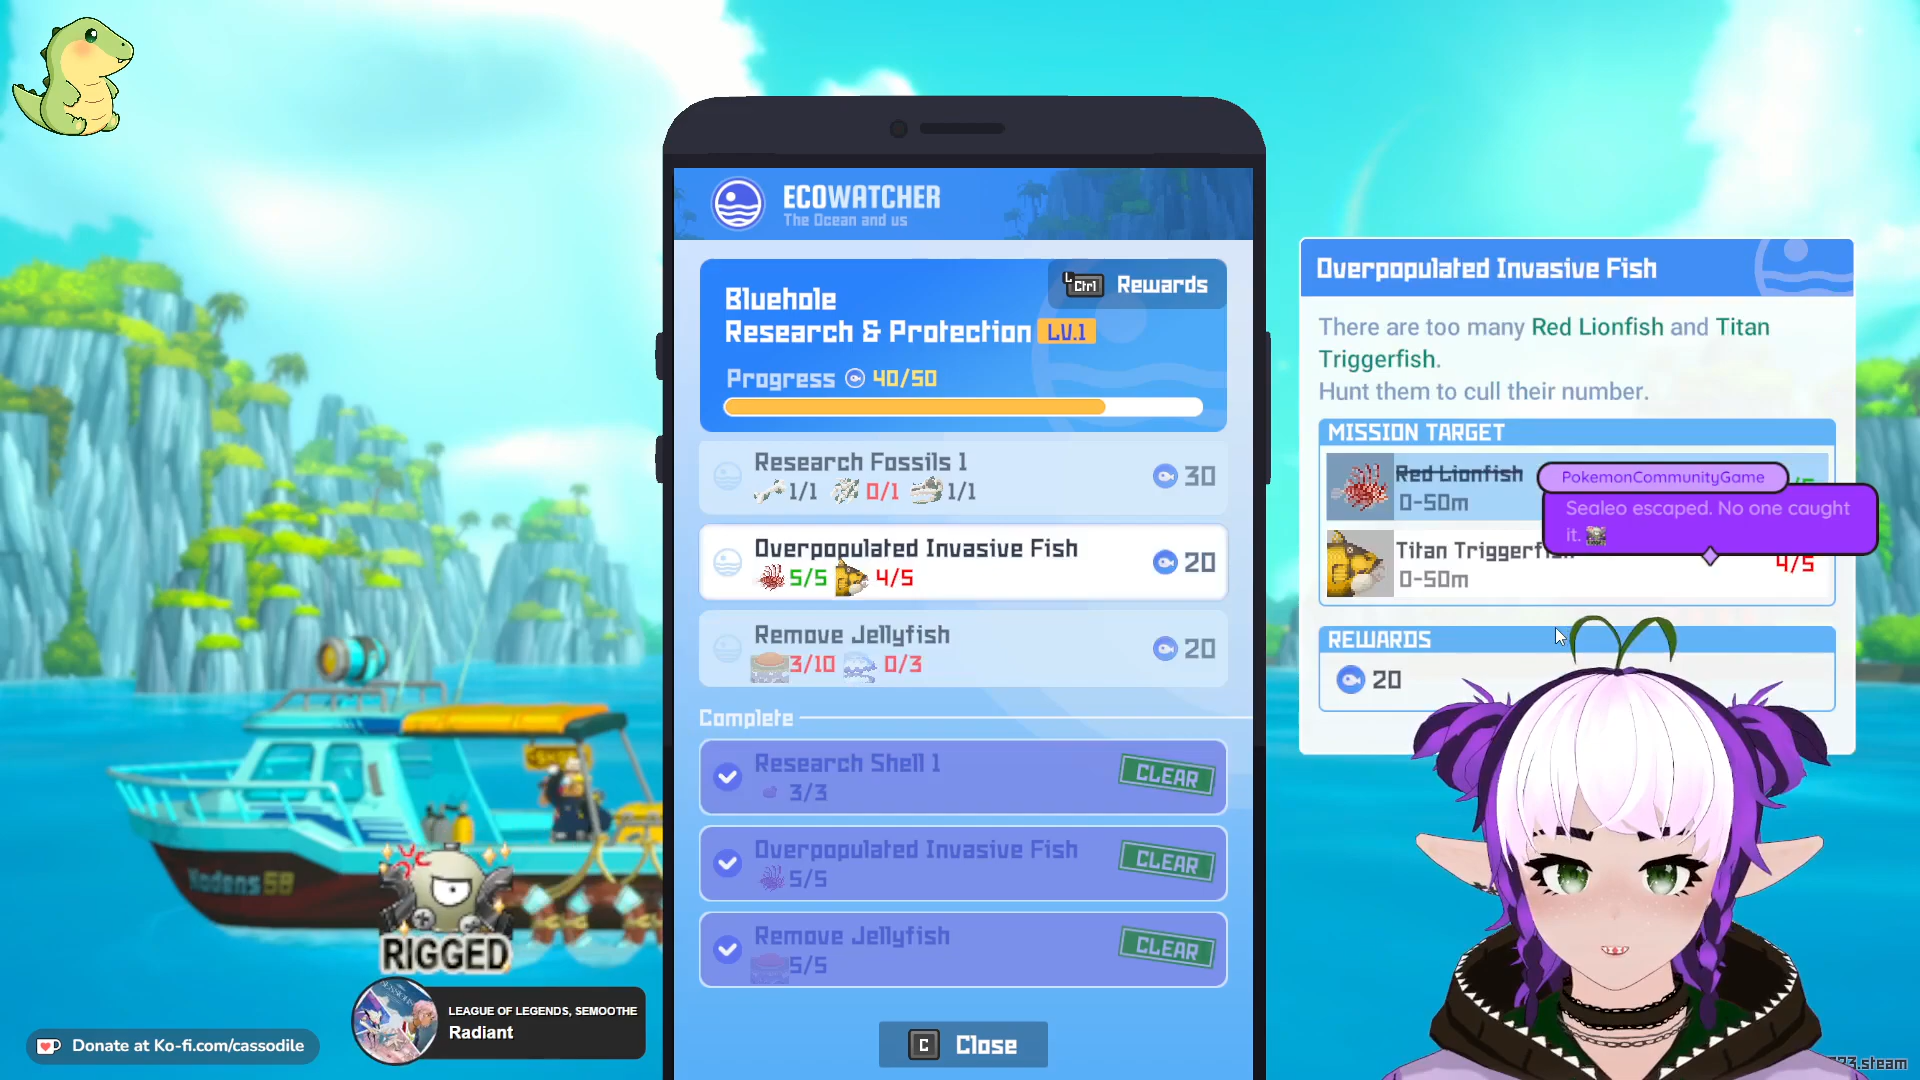 ECOWATCHER
The Ocean and us
L Ctrl Rewards
Bluehole
Research & Protection LV.1
Progress 40/50
Research Fossils 1
1/1 0/1 1/1
30
Overpopulated Invasive Fish
5/5 4/5
20
Remove Jellyfish
3/10 0/3
20
Complete
Research Shell 1
3/3
CLEAR
Overpopulated Invasive Fish
5/5
CLEAR
Remove Jellyfish
5/5
CLEAR
C Close
Overpopulated Invasive Fish
There are too many Red Lionfish and Titan
Triggerfish.
Hunt them to cull their number.
MISSION TARGET
Red Lionfish
0-50m
Titan
0-50m
4/5
PokemonCommunityGame
Sealeo escaped. No one caught
it.
REWARDS
20
RIGGED
LEAGUE OF LEGENDS, SEMOOTHE
Radiant
Donate at Ko-fi.com/cassodile
.steam